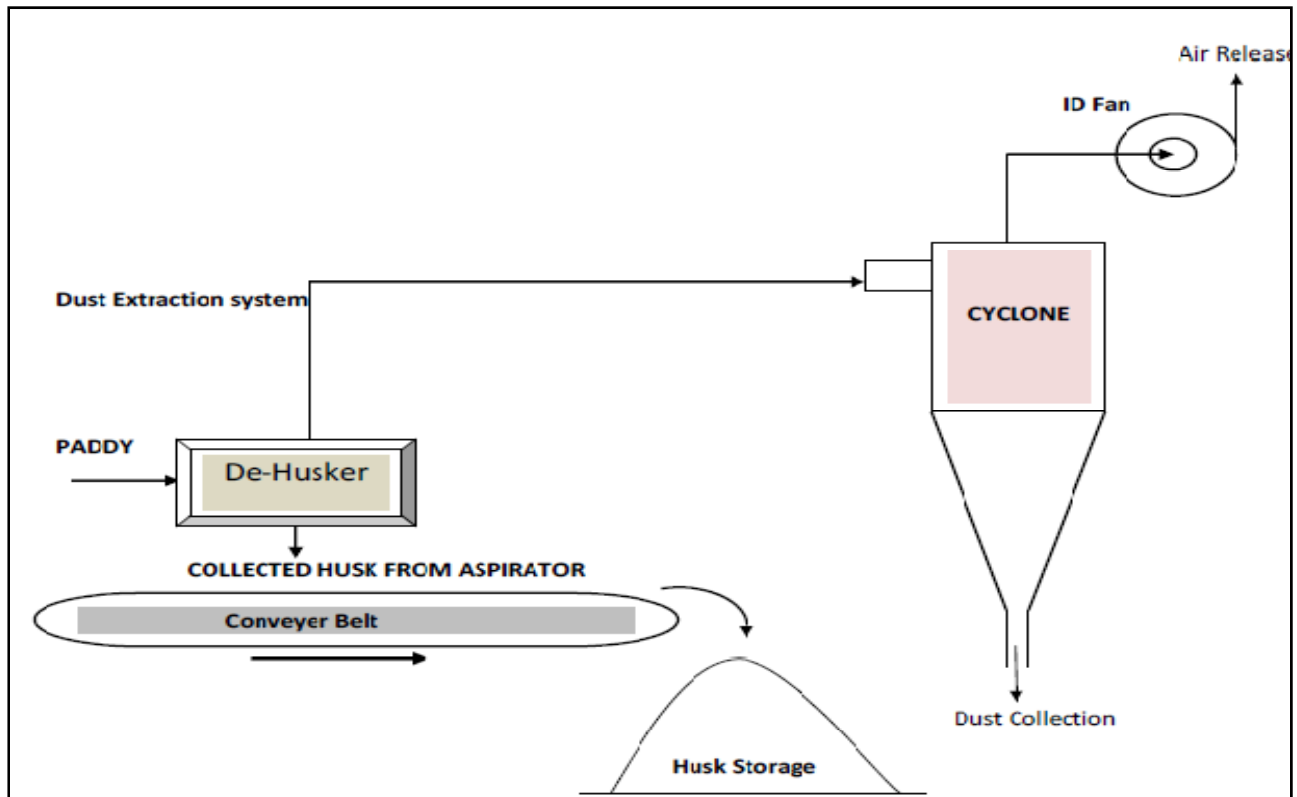 Air Release
ID Fan
Dust Extraction system
CYCLONE
PADDY
De-Husker
COLLECTED HUSK FROM ASPIRATOR
Conveyer Belt
Dust Collection
Husk Storage